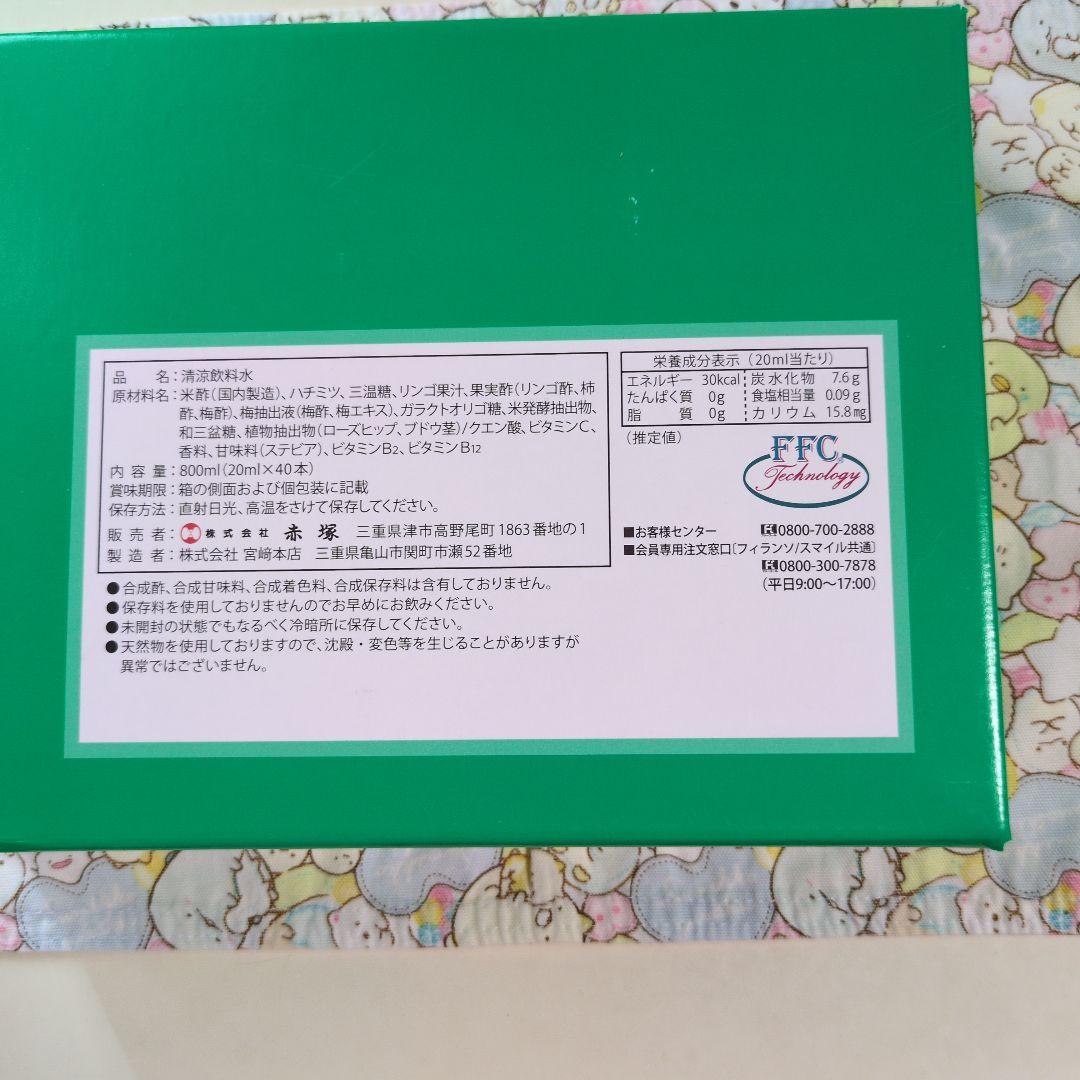 品　　名：清涼飲料水
原材料名：米酢（国内製造）、ハチミツ、三温糖、リンゴ果汁、果実酢（リンゴ酢、柿
酢、梅酢）、梅抽出液（梅酢、梅エキス）、ガラクトオリゴ糖、米発酵抽出物、
和三盆糖、植物抽出物（ローズヒップ、ブドウ茎）/クエン酸、ビタミンC、
香料、甘味料（ステビア）、ビタミンB2、ビタミンB12
内 容 量：800ml（20ml×40本）
賞味期限：箱の側面および個包装に記載
保存方法：直射日光、高温をさけて保存してください。
販 売 者：株式会社 赤塚　三重県津市高野尾町1863番地の1
製 造 者：株式会社 宮﨑本店　三重県亀山市関町市瀬52番地
●合成酢、合成甘味料、合成着色料、合成保存料は含有しておりません。
●保存料を使用しておりませんのでお早めにお飲みください。
●未開封の状態でもなるべく冷暗所に保存してください。
●天然物を使用しておりますので、沈殿・変色等を生じることがありますが
異常ではございません。
栄養成分表示（20ml当たり）
エネルギー 30kcal 炭水化物 7.6g
たんぱく質 0g 食塩相当量 0.09g
脂　　質 0g カリウム 15.8mg
（推定値）
FFC
Technology
■お客様センター 0800-700-2888
■会員専用注文窓口〔フィランソ/スマイル共通〕
0800-300-7878
（平日9:00〜17:00）